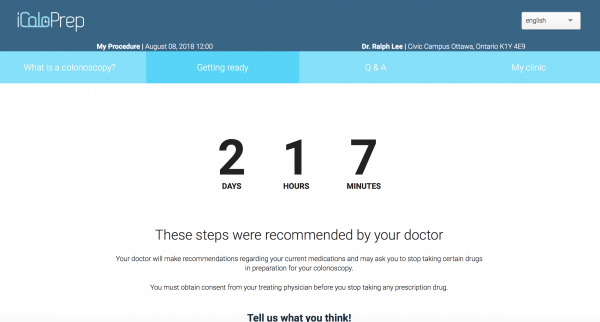 iColoPrep
english
My Procedure | August 08, 2018 12:00
Dr. Ralph Lee | Civic Campus Ottawa, Ontario K1Y 4E9
What is a colonoscopy?
Getting ready
Q & A
My clinic
2 1 7
DAYS HOURS MINUTES
These steps were recommended by your doctor
Your doctor will make recommendations regarding your current medications and may ask you to stop taking certain drugs
in preparation for your colonoscopy.
You must obtain consent from your treating physician before you stop taking any prescription drug.
Tell us what you think!